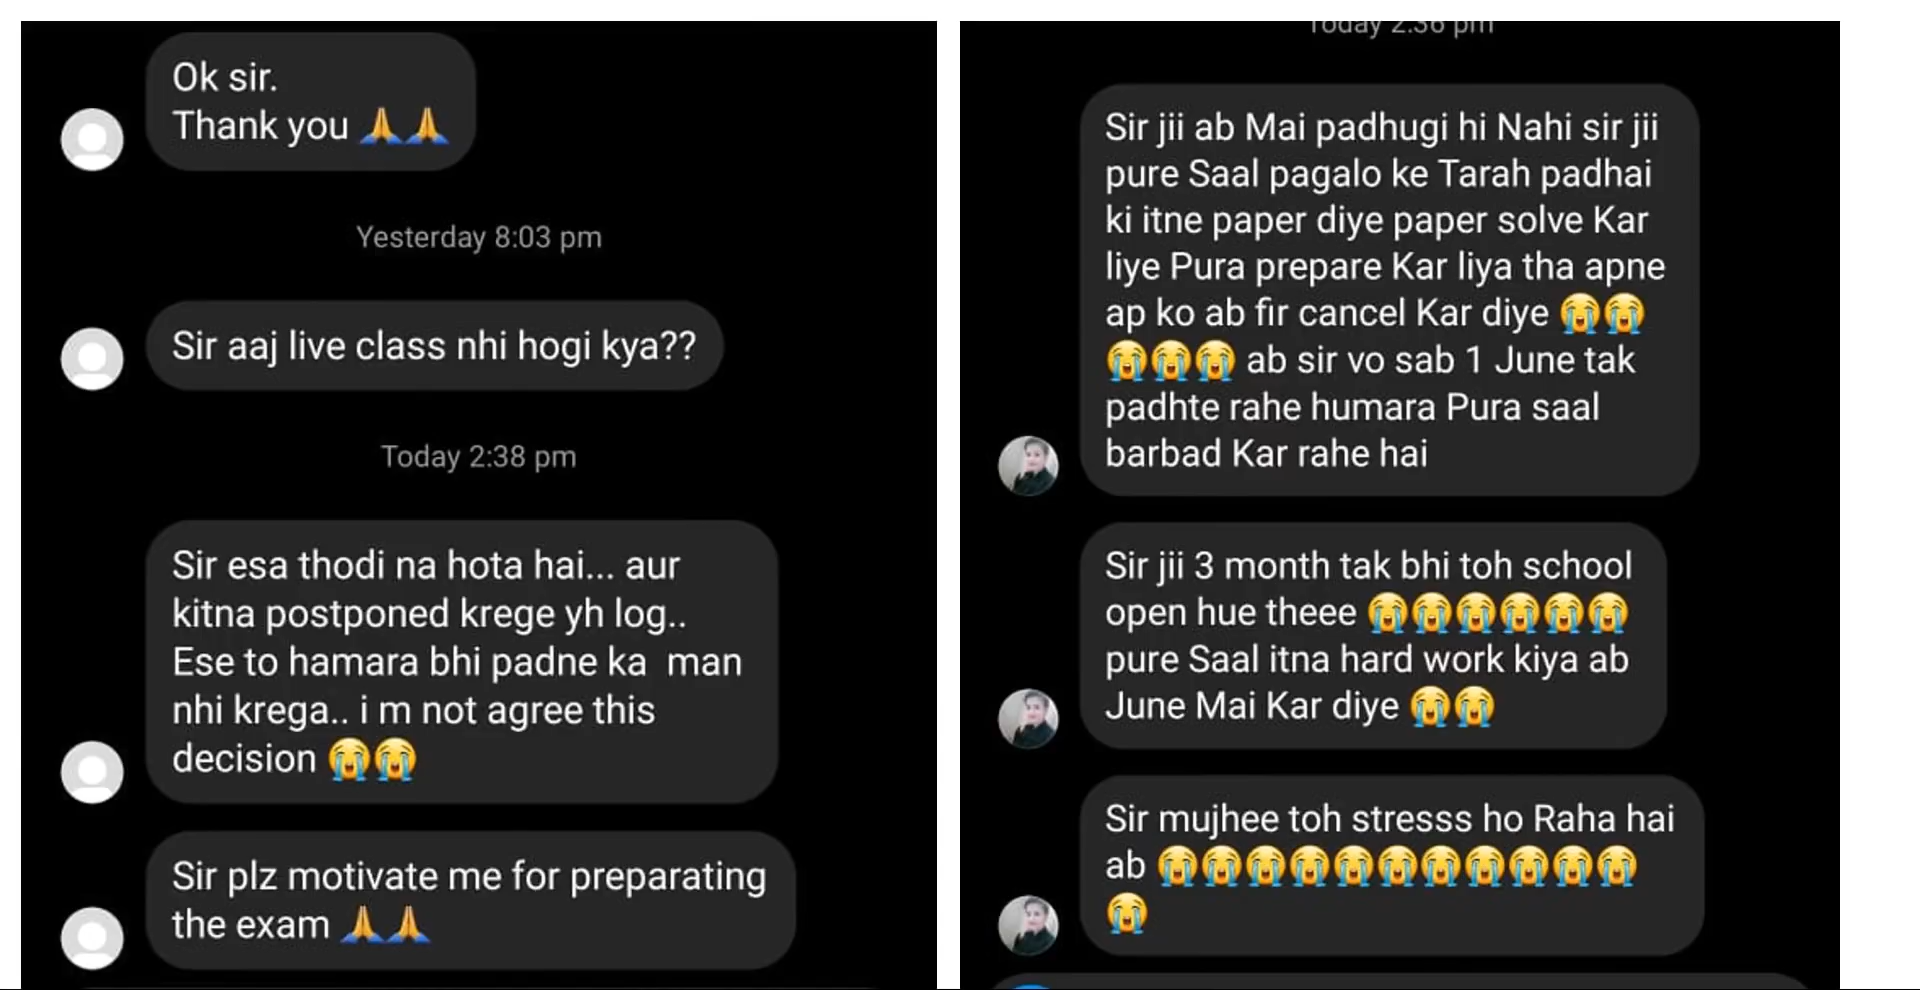 Ok sir.
Thank you 🙏🙏
Yesterday 8:03 pm
Sir aaj live class nhi hogi kya??
Today 2:38 pm
Sir esa thodi na hota hai... aur
kitna postponed krege yh log..
Ese to hamara bhi padne ka  man
nhi krega.. i m not agree this
decision 😭😭
Sir plz motivate me for preparating
the exam 🙏🙏
Today 2:36 pm
Sir jii ab Mai padhugi hi Nahi sir jii
pure Saal pagalo ke Tarah padhai
ki itne paper diye paper solve Kar
liye Pura prepare Kar liya tha apne
ap ko ab fir cancel Kar diye 😭😭
😭😭😭 ab sir vo sab 1 June tak
padhte rahe humara Pura saal
barbad Kar rahe hai
Sir jii 3 month tak bhi toh school
open hue theee 😭😭😭😭😭😭
pure Saal itna hard work kiya ab
June Mai Kar diye 😭😭
Sir mujhee toh stresss ho Raha hai
ab 😭😭😭😭😭😭😭😭😭😭😭
😭